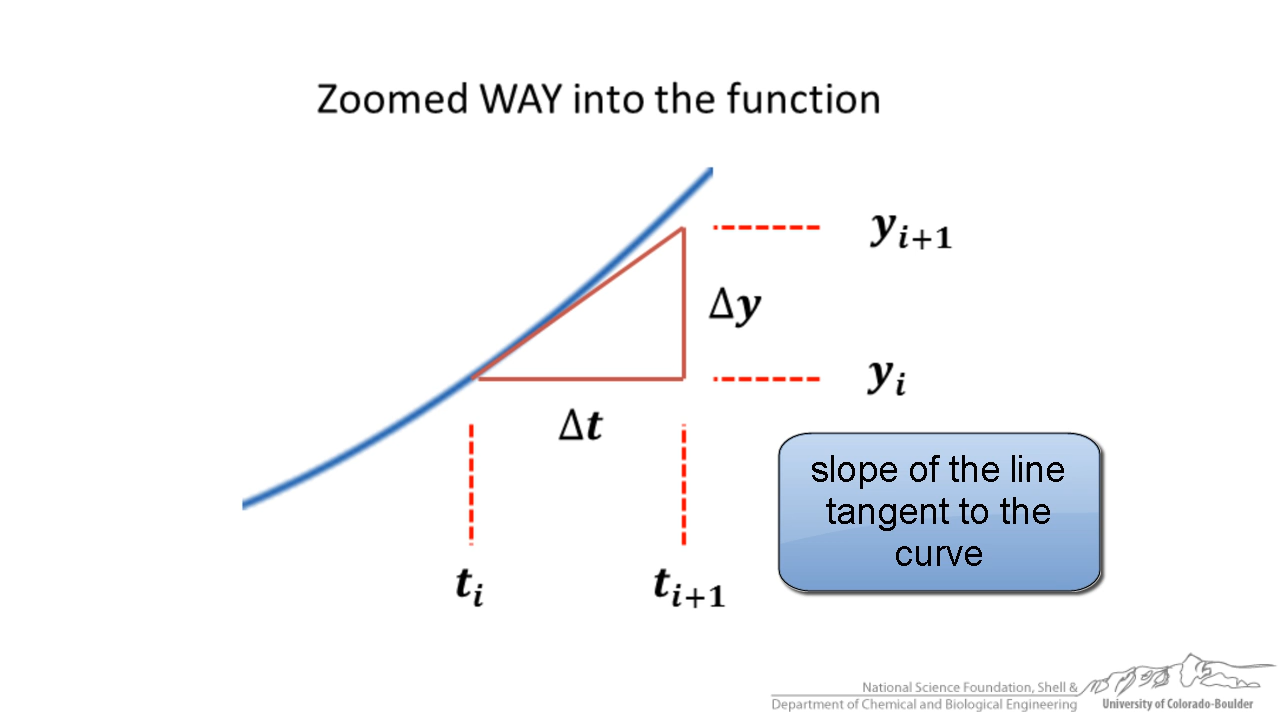 Zoomed WAY into the function
y_{i+1}
Δy
y_i
Δt
slope of the line
tangent to the
curve
t_i
t_{i+1}
National Science Foundation, Shell &
Department of Chemical and Biological Engineering
University of Colorado-Boulder